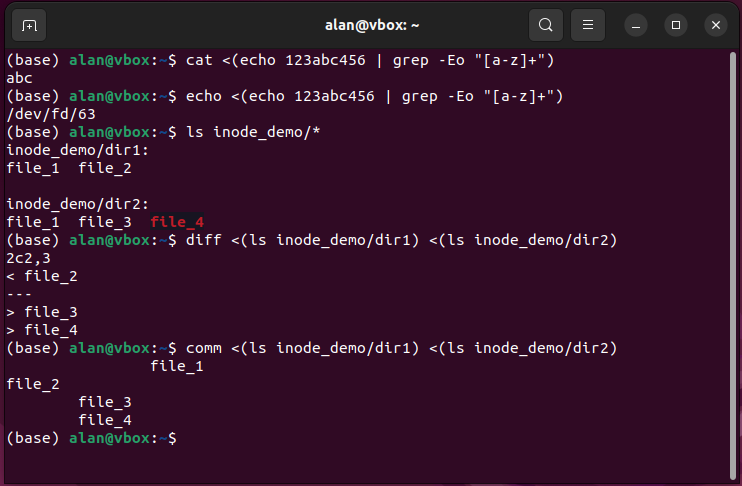 alan@vbox: ~
(base) alan@vbox:~$ cat <(echo 123abc456 | grep -Eo "[a-z]+")
abc
(base) alan@vbox:~$ echo <(echo 123abc456 | grep -Eo "[a-z]+")
/dev/fd/63
(base) alan@vbox:~$ ls inode_demo/*
inode_demo/dir1:
file_1  file_2

inode_demo/dir2:
file_1  file_3  file_4
(base) alan@vbox:~$ diff <(ls inode_demo/dir1) <(ls inode_demo/dir2)
2c2,3
< file_2
---
> file_3
> file_4
(base) alan@vbox:~$ comm <(ls inode_demo/dir1) <(ls inode_demo/dir2)
                file_1
file_2
        file_3
        file_4
(base) alan@vbox:~$